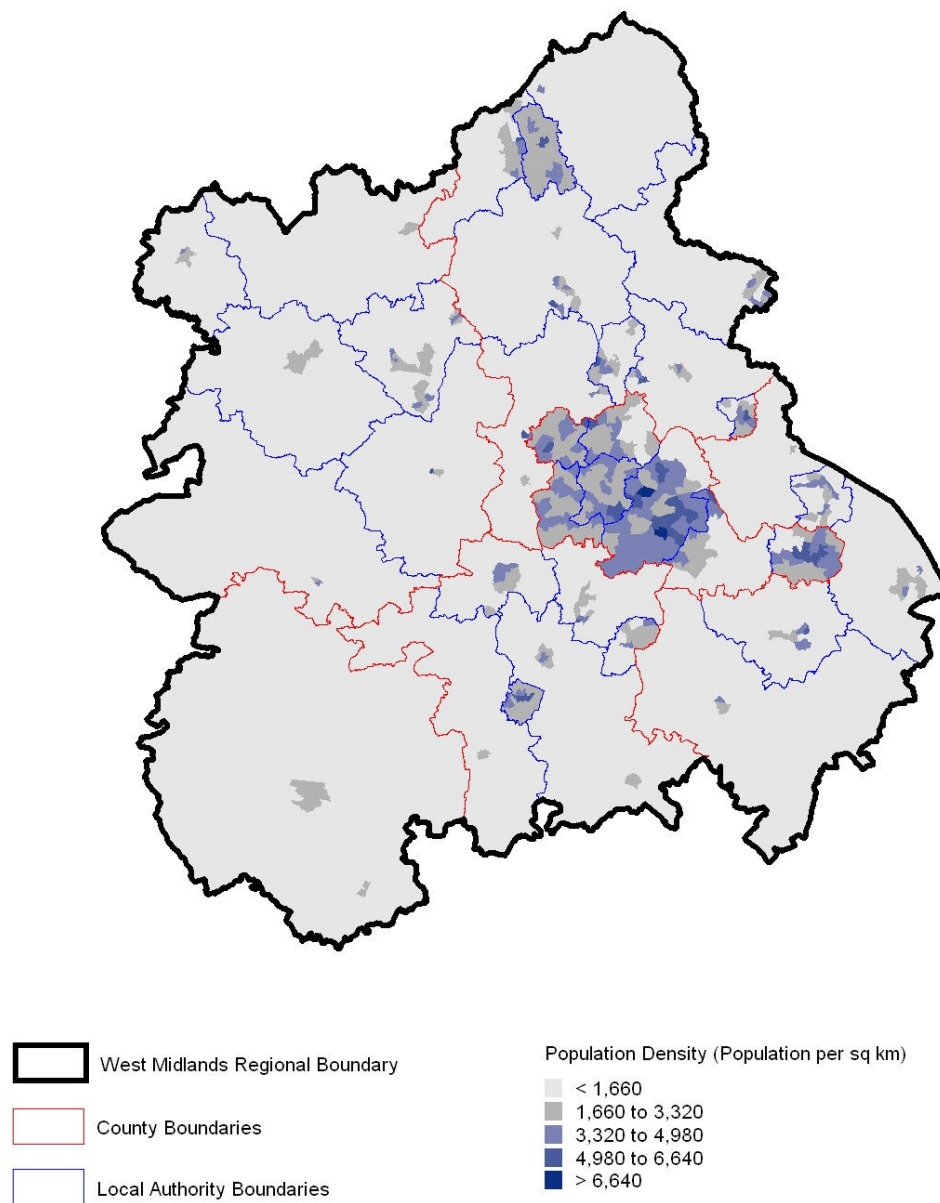 West Midlands Regional Boundary
County Boundaries
Local Authority Boundaries
Population Density (Population per sq km)
< 1,660
1,660 to 3,320
3,320 to 4,980
4,980 to 6,640
> 6,640